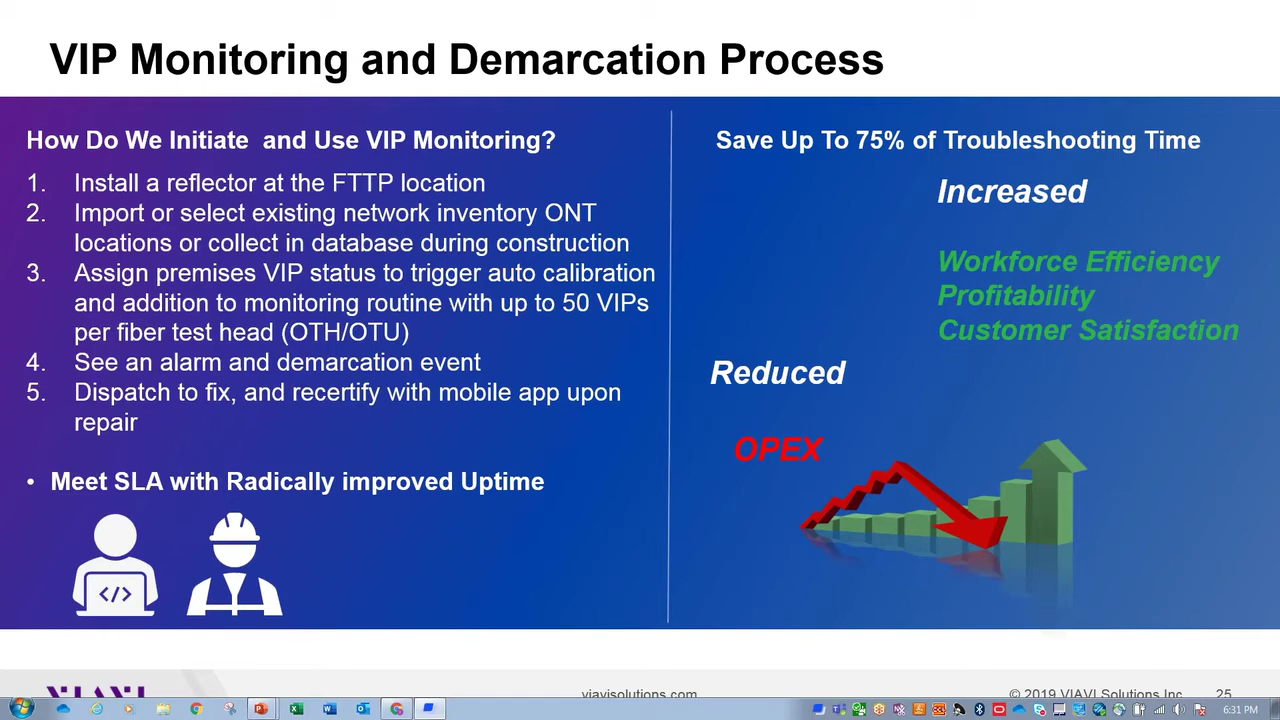 VIP Monitoring and Demarcation Process
How Do We Initiate and Use VIP Monitoring?
1. Install a reflector at the FTTP location
2. Import or select existing network inventory ONT
locations or collect in database during construction
3. Assign premises VIP status to trigger auto calibration
and addition to monitoring routine with up to 50 VIPs
per fiber test head (OTH/OTU)
4. See an alarm and demarcation event
5. Dispatch to fix, and recertify with mobile app upon
repair
• Meet SLA with Radically improved Uptime
</>
Save Up To 75% of Troubleshooting Time
Increased
Workforce Efficiency
Profitability
Customer Satisfaction
Reduced
OPEX
VIAVI
viavisolutions.com
© 2019 VIAVI Solutions Inc.
25
6:31 PM